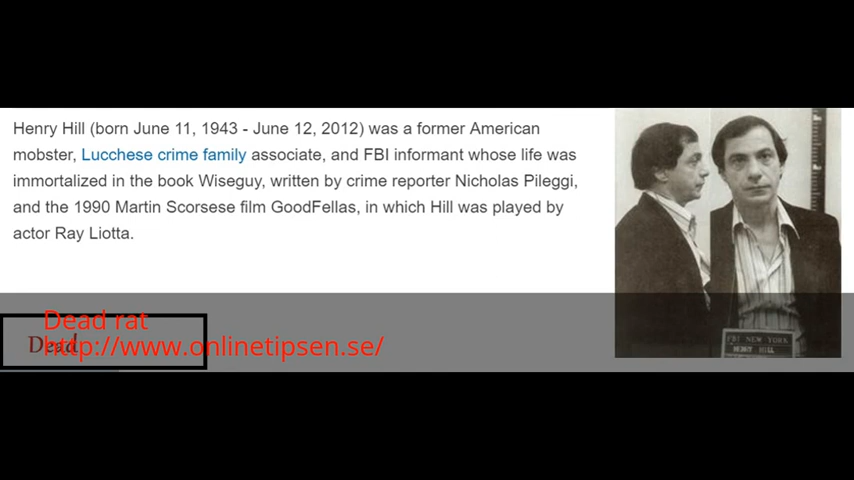 Henry Hill (born June 11, 1943 - June 12, 2012) was a former American
mobster, Lucchese crime family associate, and FBI informant whose life was
immortalized in the book Wiseguy, written by crime reporter Nicholas Pileggi,
and the 1990 Martin Scorsese film GoodFellas, in which Hill was played by
actor Ray Liotta.
Dead rat
Dead
http://www.onlinetipsen.se/
FBI NEW YORK
HENRY HILL